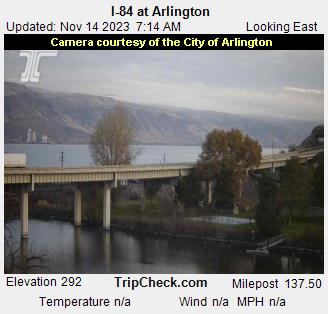 I-84 at Arlington
Updated: Nov 14 2023 7:14 AM Looking East
Camera courtesy of the City of Arlington
Elevation 292 TripCheck.com Milepost 137.50
Temperature n/a Wind n/a MPH n/a